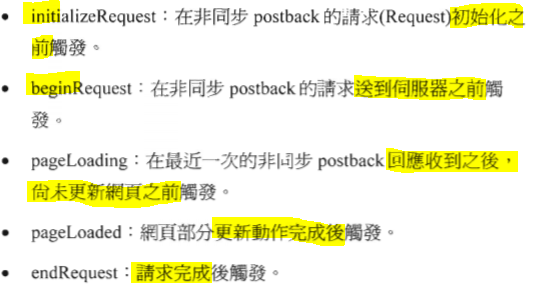 • initializeRequest：在非同步 postback 的請求(Request)初始化之
前觸發。
• beginRequest：在非同步 postback 的請求送到伺服器之前觸
發。
• pageLoading：在最近一次的非同步 postback 回應收到之後，
尚未更新網頁之前觸發。
• pageLoaded：網頁部分更新動作完成後觸發。
• endRequest：請求完成後觸發。